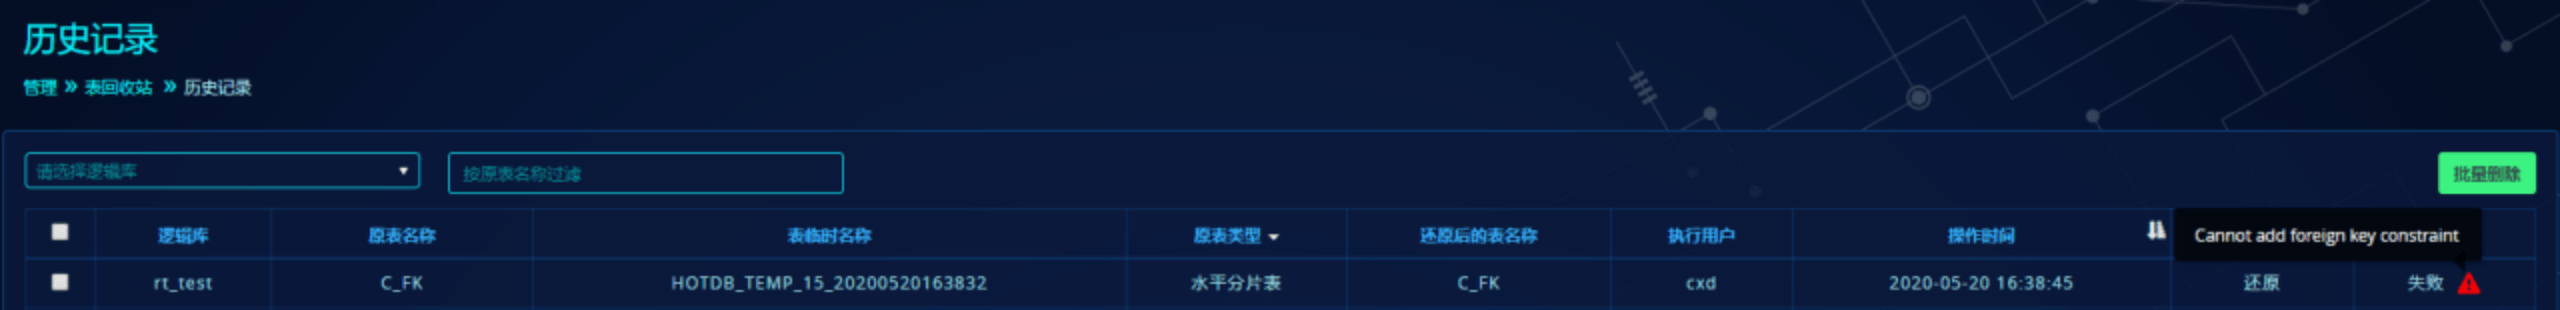 历史记录
管理 » 表回收站 » 历史记录
请选择逻辑库 按原表名称过滤 批量删除
逻辑库 原表名称 表临时名称 原表类型 还原后的表名称 执行用户 操作时间 Cannot add foreign key constraint
rt_test C_FK HOTDB_TEMP_15_20200520163832 水平分片表 C_FK cxd 2020-05-20 16:38:45 还原 失败